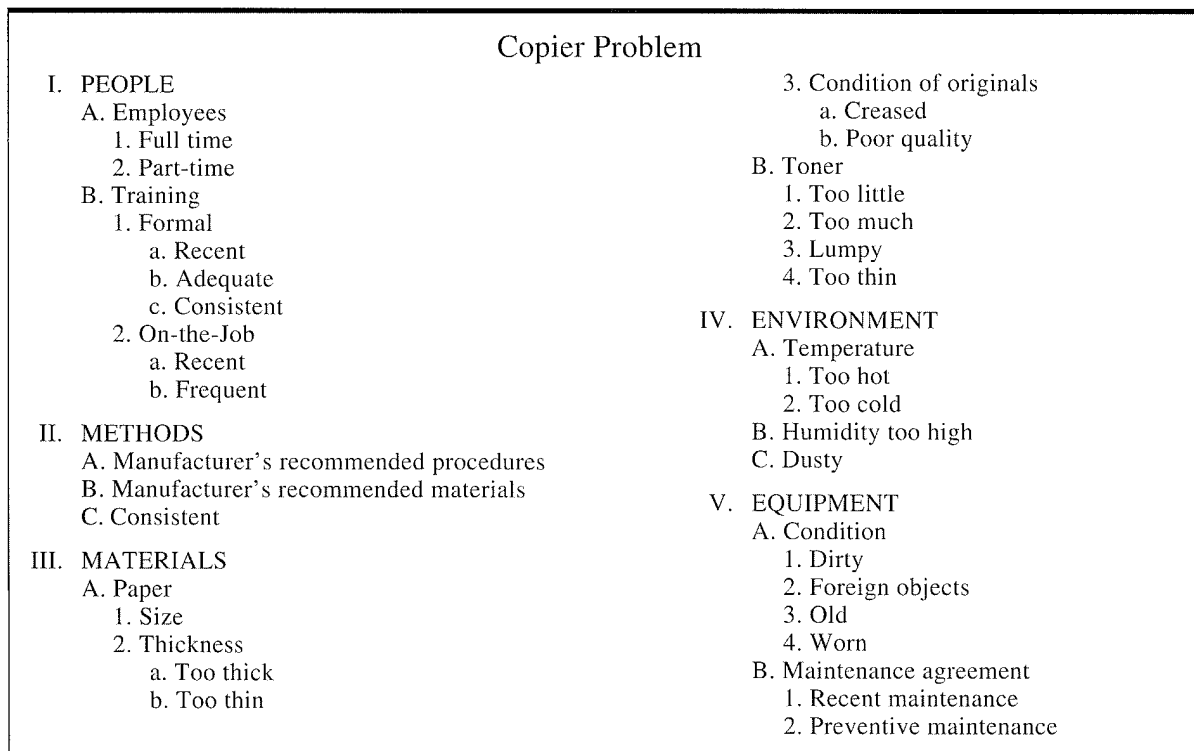 Copier Problem
I. PEOPLE
A. Employees
1. Full time
2. Part-time
B. Training
1. Formal
a. Recent
b. Adequate
c. Consistent
2. On-the-Job
a. Recent
b. Frequent
II. METHODS
A. Manufacturer's recommended procedures
B. Manufacturer's recommended materials
C. Consistent
III. MATERIALS
A. Paper
1. Size
2. Thickness
a. Too thick
b. Too thin
3. Condition of originals
a. Creased
b. Poor quality
B. Toner
1. Too little
2. Too much
3. Lumpy
4. Too thin
IV. ENVIRONMENT
A. Temperature
1. Too hot
2. Too cold
B. Humidity too high
C. Dusty
V. EQUIPMENT
A. Condition
1. Dirty
2. Foreign objects
3. Old
4. Worn
B. Maintenance agreement
1. Recent maintenance
2. Preventive maintenance